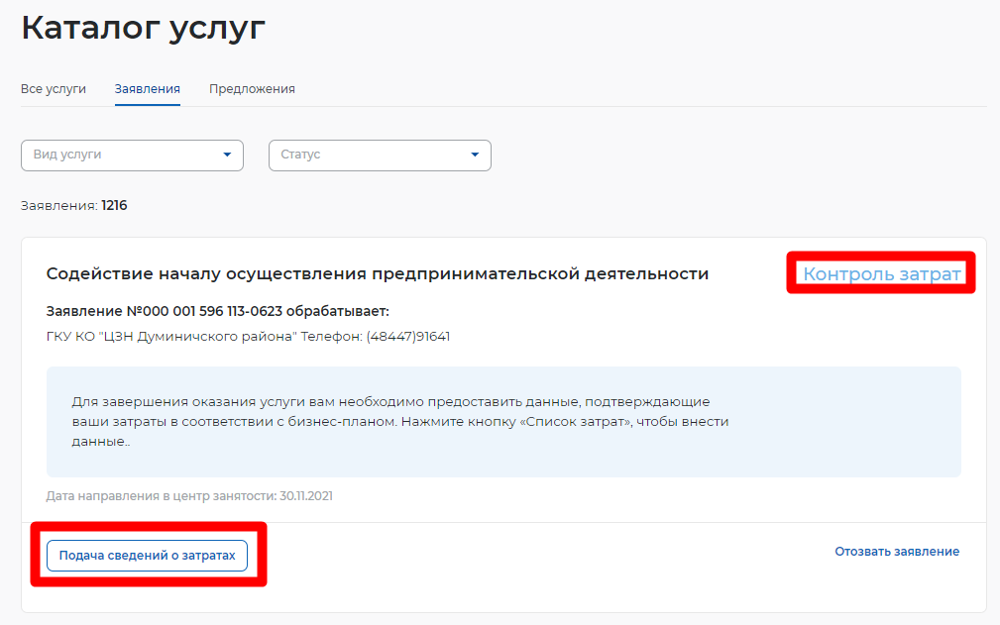 Каталог услуг
Все услуги Заявления Предложения
Вид услуги Статус
Заявления: 1216
Содействие началу осуществления предпринимательской деятельности Контроль затрат
Заявление №000 001 596 113-0623 обрабатывает:
ГКУ КО "ЦЗН Думиничского района" Телефон: (48447)91641
Для завершения оказания услуги вам необходимо предоставить данные, подтверждающие
ваши затраты в соответствии с бизнес-планом. Нажмите кнопку «Список затрат», чтобы внести
данные..
Дата направления в центр занятости: 30.11.2021
Подача сведений о затратах Отозвать заявление